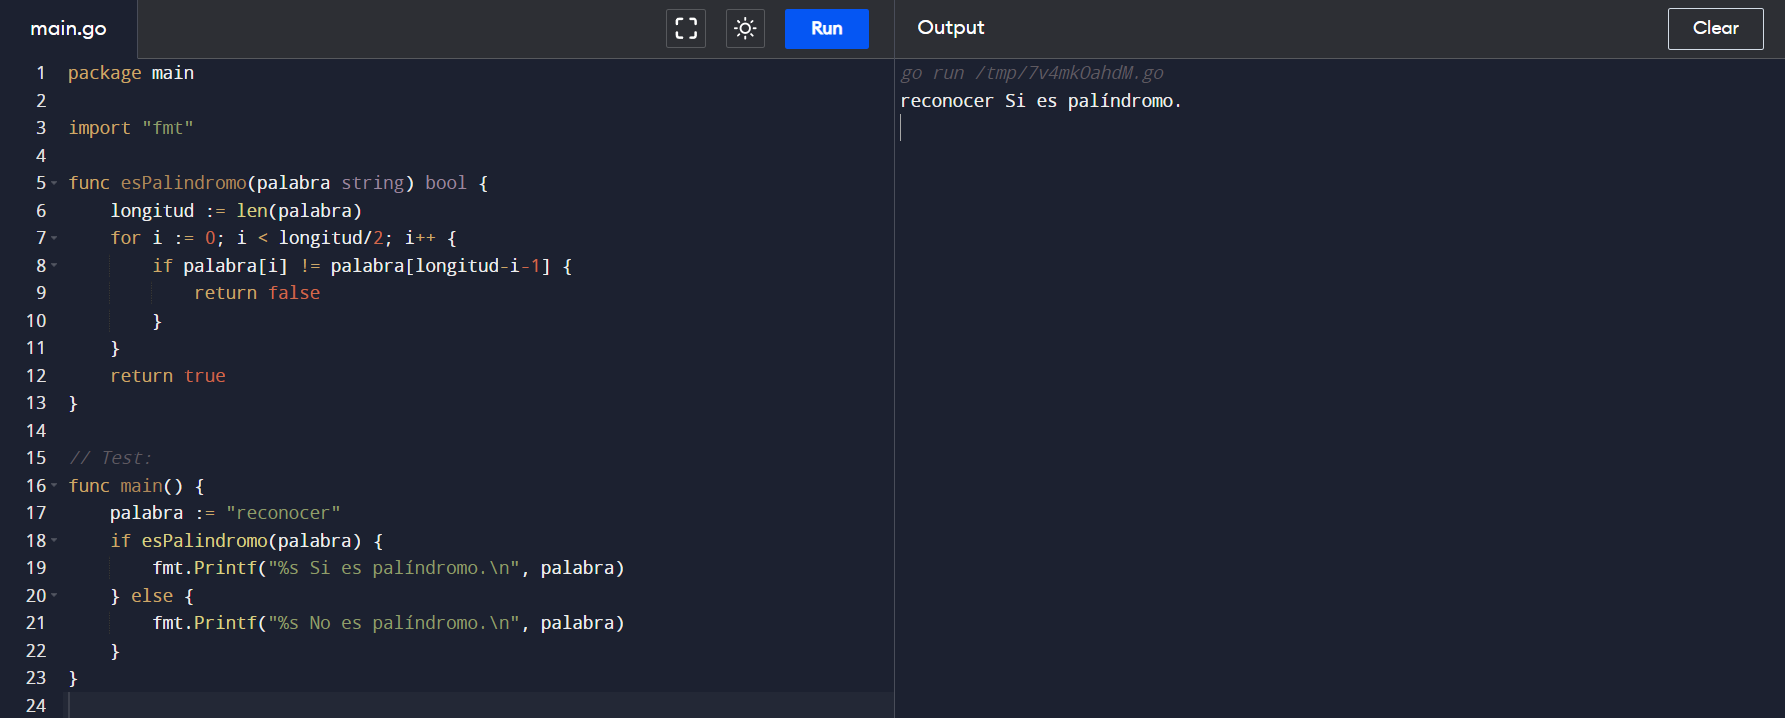 main.go
Run
1 package main
2
3 import "fmt"
4
5 func esPalindromo(palabra string) bool {
6     longitud := len(palabra)
7     for i := 0; i < longitud/2; i++ {
8         if palabra[i] != palabra[longitud-i-1] {
9             return false
10         }
11     }
12     return true
13 }
14
15 // Test:
16 func main() {
17     palabra := "reconocer"
18     if esPalindromo(palabra) {
19         fmt.Printf("%s Si es palíndromo.\n", palabra)
20     } else {
21         fmt.Printf("%s No es palíndromo.\n", palabra)
22     }
23 }
24
Output
Clear
go run /tmp/7v4mkOahdM.go
reconocer Si es palíndromo.